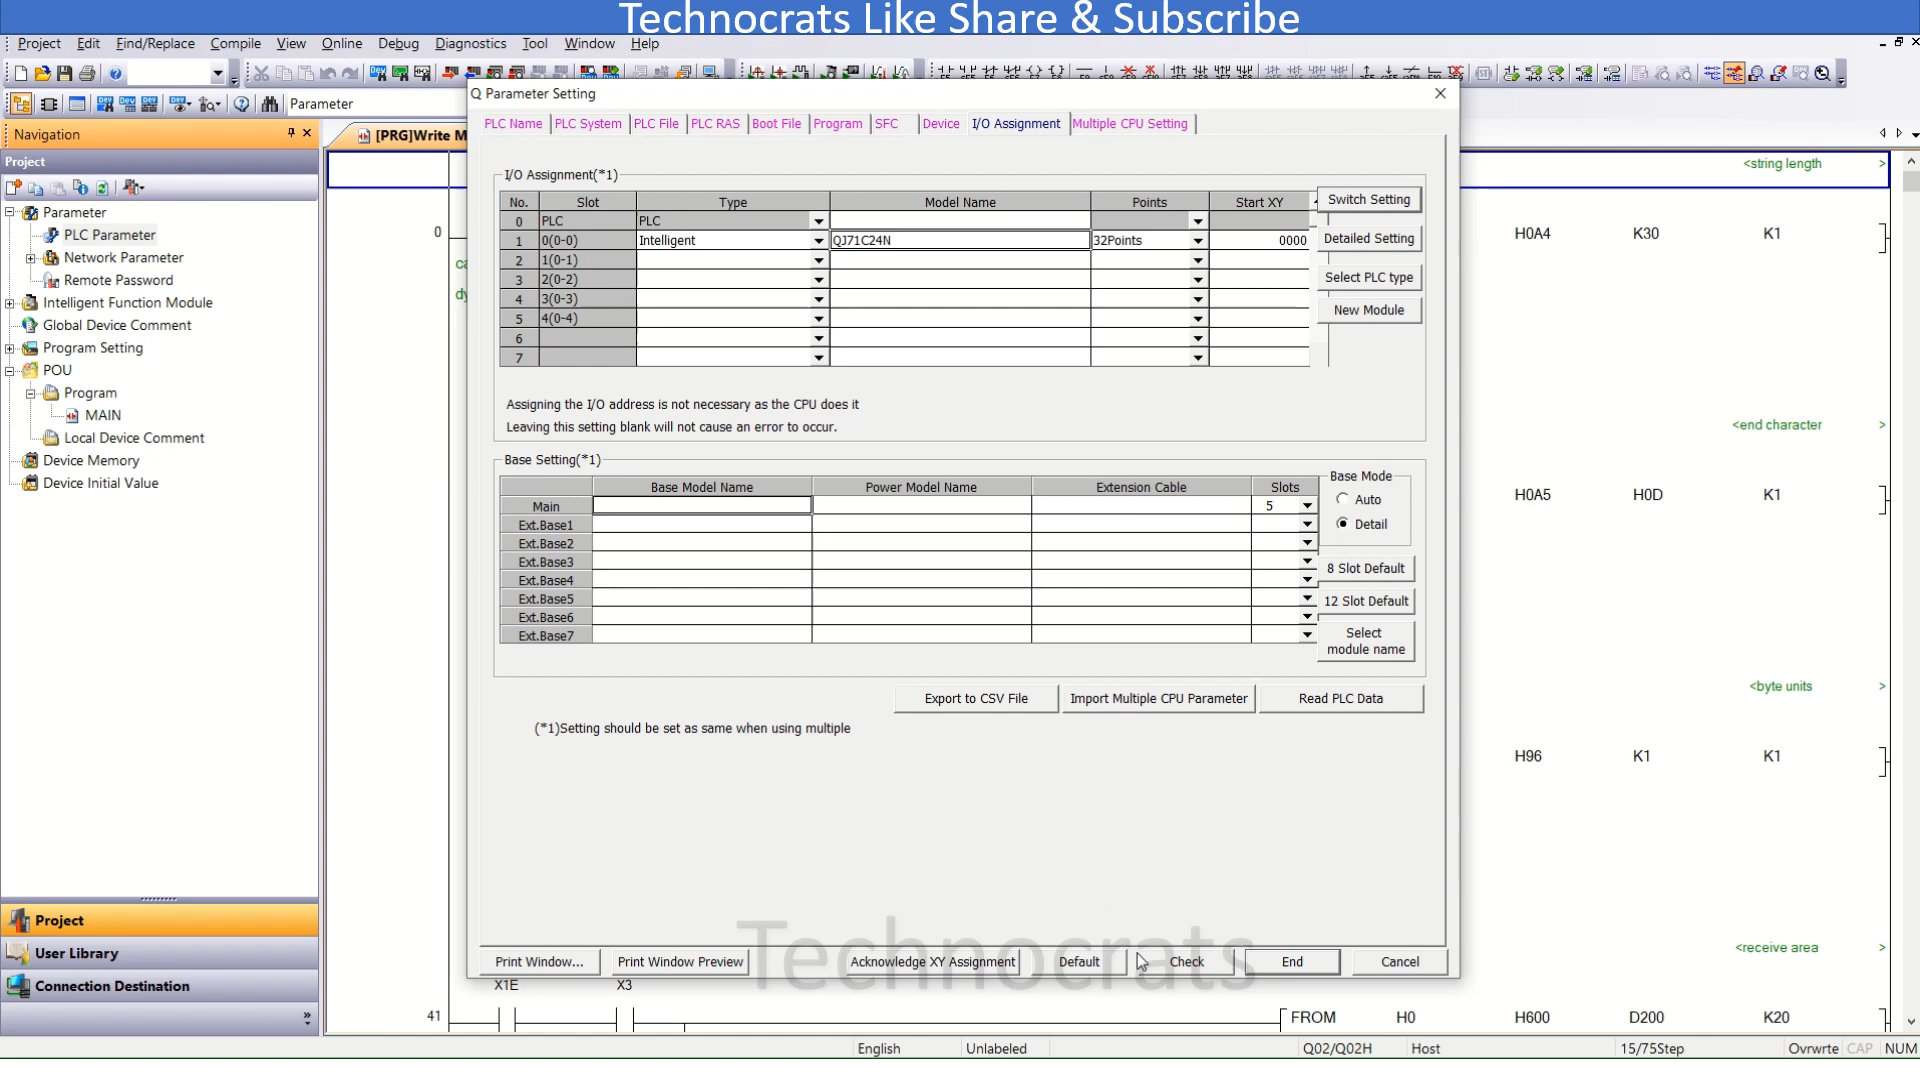 Technocrats Like Share & Subscribe
Project Edit Find/Replace Compile View Online Debug Diagnostics Tool Window Help
Parameter
Q Parameter Setting
Navigation
[PRG]Write M
PLC Name PLC System PLC File PLC RAS Boot File Program SFC Device I/O Assignment Multiple CPU Setting
Project
Parameter
PLC Parameter
Network Parameter
Remote Password
Intelligent Function Module
Global Device Comment
Program Setting
POU
Program
MAIN
Local Device Comment
Device Memory
Device Initial Value
Project
User Library
Connection Destination
I/O Assignment(*1)
No. Slot Type Model Name Points Start XY
0 PLC PLC
1 0(0-0) Intelligent QJ71C24N 32Points 0000
2 1(0-1)
3 2(0-2)
4 3(0-3)
5 4(0-4)
6
7
Switch Setting
Detailed Setting
Select PLC type
New Module
Assigning the I/O address is not necessary as the CPU does it
Leaving this setting blank will not cause an error to occur.
Base Setting(*1)
Base Model Name Power Model Name Extension Cable Slots
Main 5
Ext.Base1
Ext.Base2
Ext.Base3
Ext.Base4
Ext.Base5
Ext.Base6
Ext.Base7
Base Mode
Auto
Detail
8 Slot Default
12 Slot Default
Select
module name
Export to CSV File Import Multiple CPU Parameter Read PLC Data
(*1)Setting should be set as same when using multiple
Technocrats
Print Window... Print Window Preview Acknowledge XY Assignment Default Check End Cancel
<string length >
0 H0A4 K30 K1
<end character >
H0A5 H0D K1
<byte units >
H96 K1 K1
<receive area >
X1E X3
41 FROM H0 H600 D200 K20
English Unlabeled Q02/Q02H Host 15/75Step Ovrwrte CAP NUM